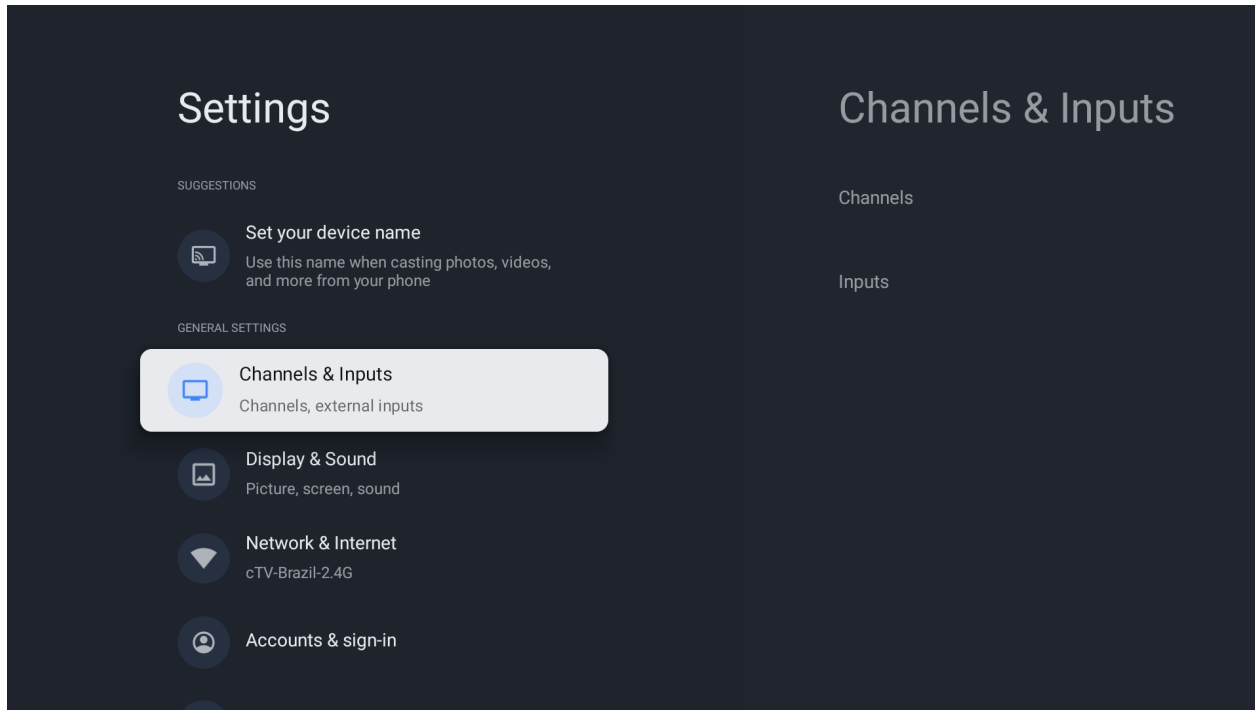 Settings
SUGGESTIONS
Set your device name
Use this name when casting photos, videos,
and more from your phone
GENERAL SETTINGS
Channels & Inputs
Channels, external inputs
Display & Sound
Picture, screen, sound
Network & Internet
cTV-Brazil-2.4G
Accounts & sign-in
Channels & Inputs
Channels
Inputs